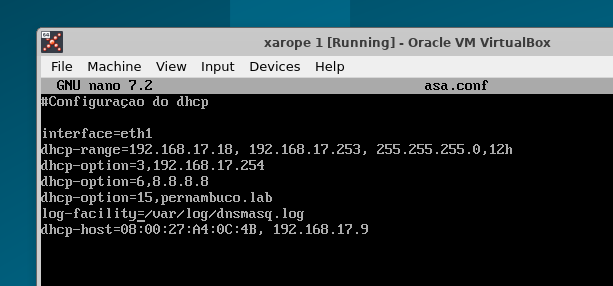 64
xarope 1 [Running] - Oracle VM VirtualBox
File Machine View Input Devices Help
GNU nano 7.2 asa.conf
#Configuraçao do dhcp
interface=eth1
dhcp-range=192.168.17.18, 192.168.17.253, 255.255.255.0,12h
dhcp-option=3,192.168.17.254
dhcp-option=6,8.8.8.8
dhcp-option=15,pernambuco.lab
log-facility=/var/log/dnsmasq.log
dhcp-host=08:00:27:A4:0C:4B, 192.168.17.9